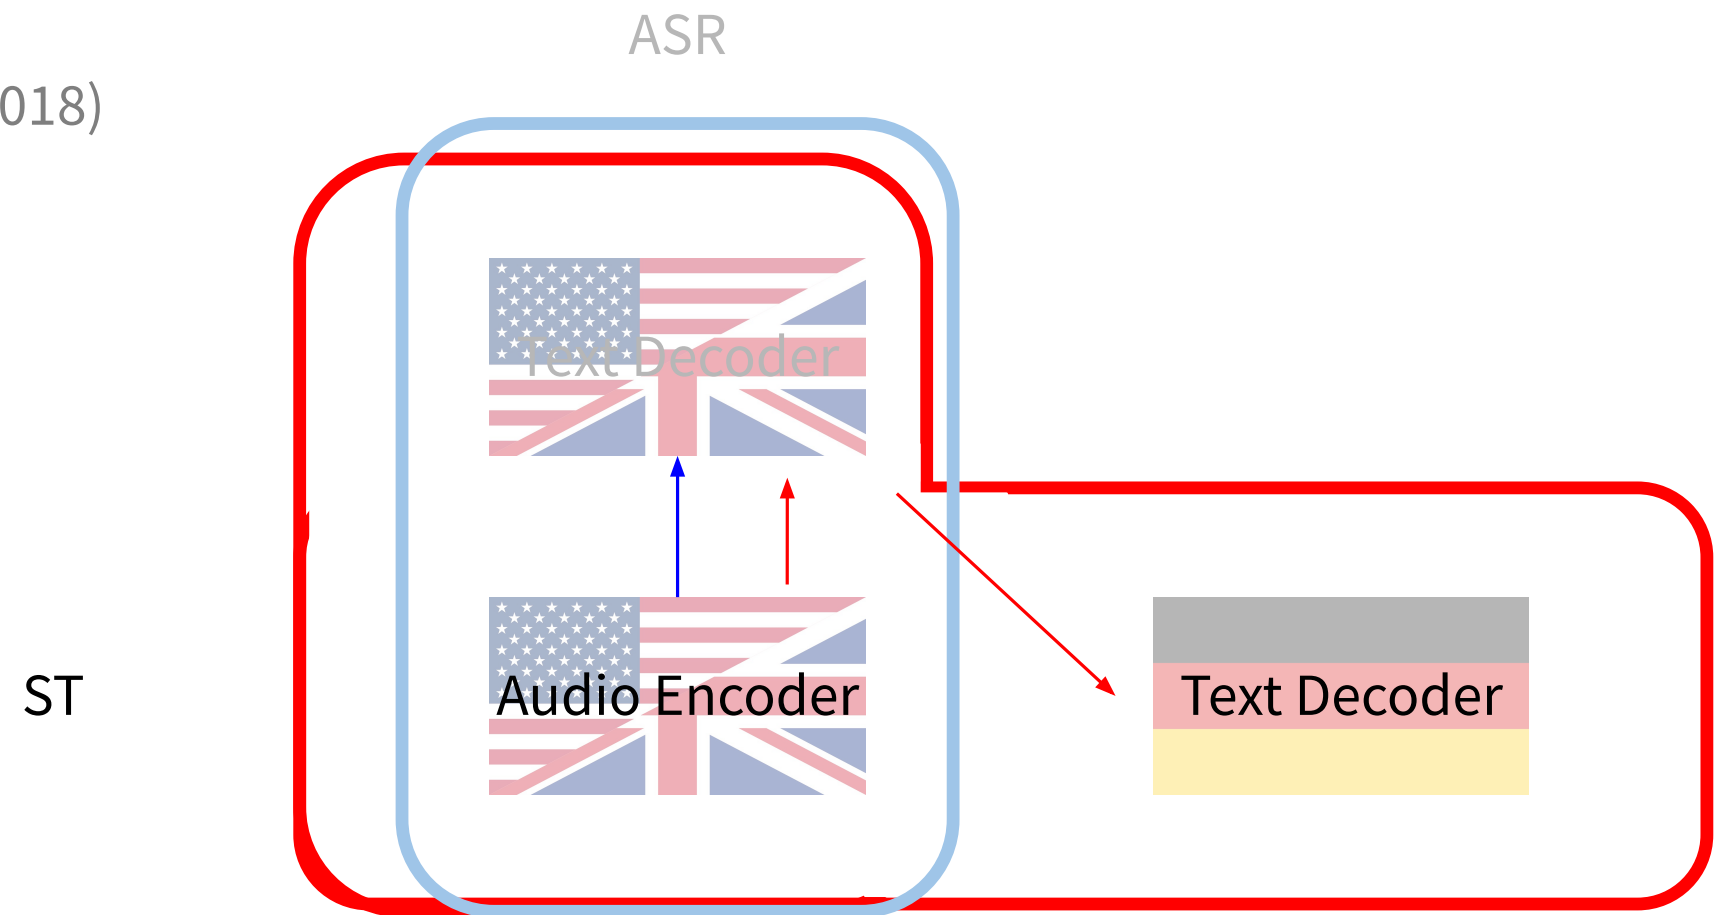 ASR
018)
Text Decoder
ST
Audio Encoder
Text Decoder